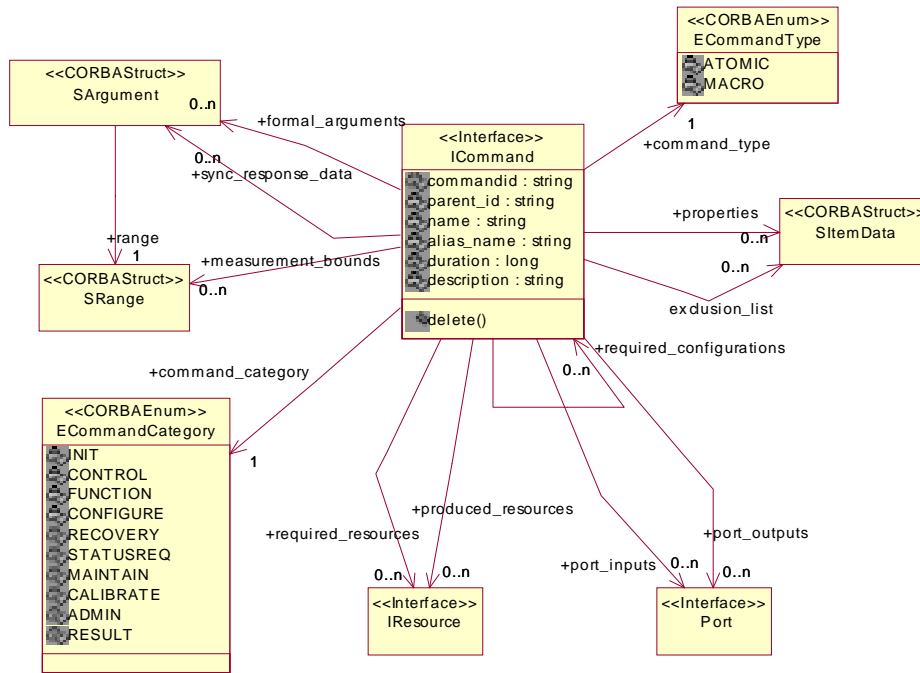 <<CORBAEnum>>
ECommandType
ATOMIC
MACRO
<<CORBAStruct>>
SArgument
0..n
+formal_arguments
0..n
+sync_response_data
<<Interface>>
ICommand
commandid : string
parent_id : string
name : string
alias_name : string
duration : long
description : string
delete()
1
+command_type
+properties
0..n
<<CORBAStruct>>
SItemData
0..n
exclusion_list
+range
1
+measurement_bounds
0..n
<<CORBAStruct>>
SRange
+required_configurations
0..n
+command_category
1
<<CORBAEnum>>
ECommandCategory
INIT
CONTROL
FUNCTION
CONFIGURE
RECOVERY
STATUSREQ
MAINTAIN
CALIBRATE
ADMIN
RESULT
+produced_resources
+required_resources
0..n
0..n
<<Interface>>
IResource
+port_outputs
+port_inputs
0..n
0..n
<<Interface>>
Port